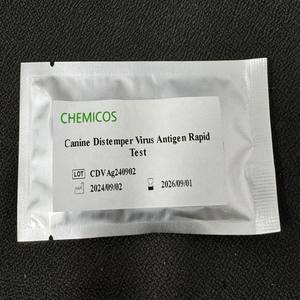 CHEMICOS
Canine Distemper Virus Antigen Rapid
Test
LOT CDVAg240902
2024/09/02 2026/09/01